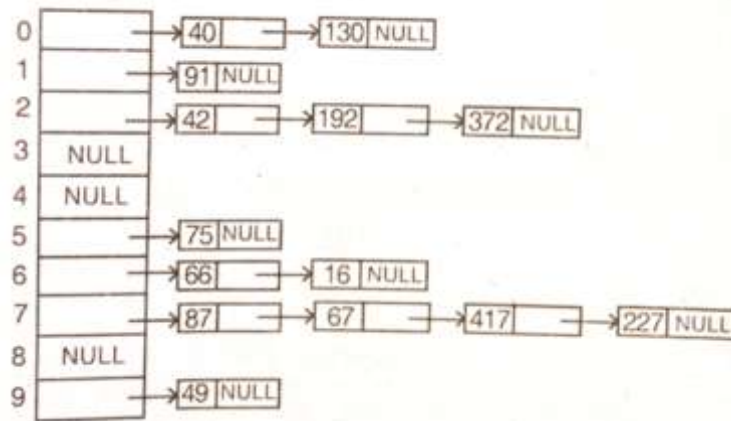 0 40 130 NULL
1 91 NULL
2 42 192 372 NULL
3 NULL
4 NULL
5 75 NULL
6 66 16 NULL
7 87 67 417 227 NULL
8 NULL
9 49 NULL